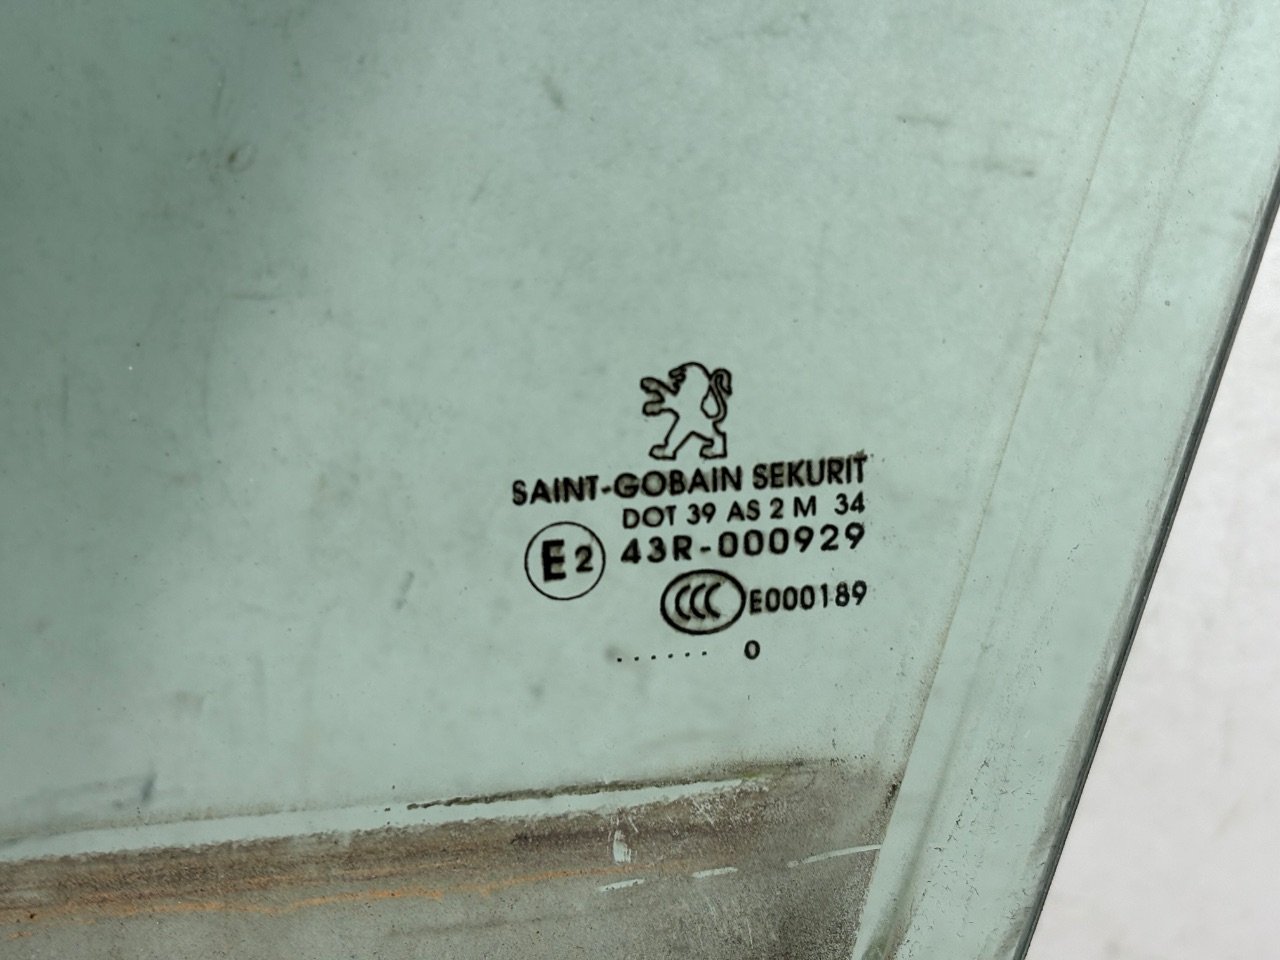 SAINT-GOBAIN SEKURIT
DOT 39 AS 2 M 34
E2 43R-000929
CCC E000189
...... 0